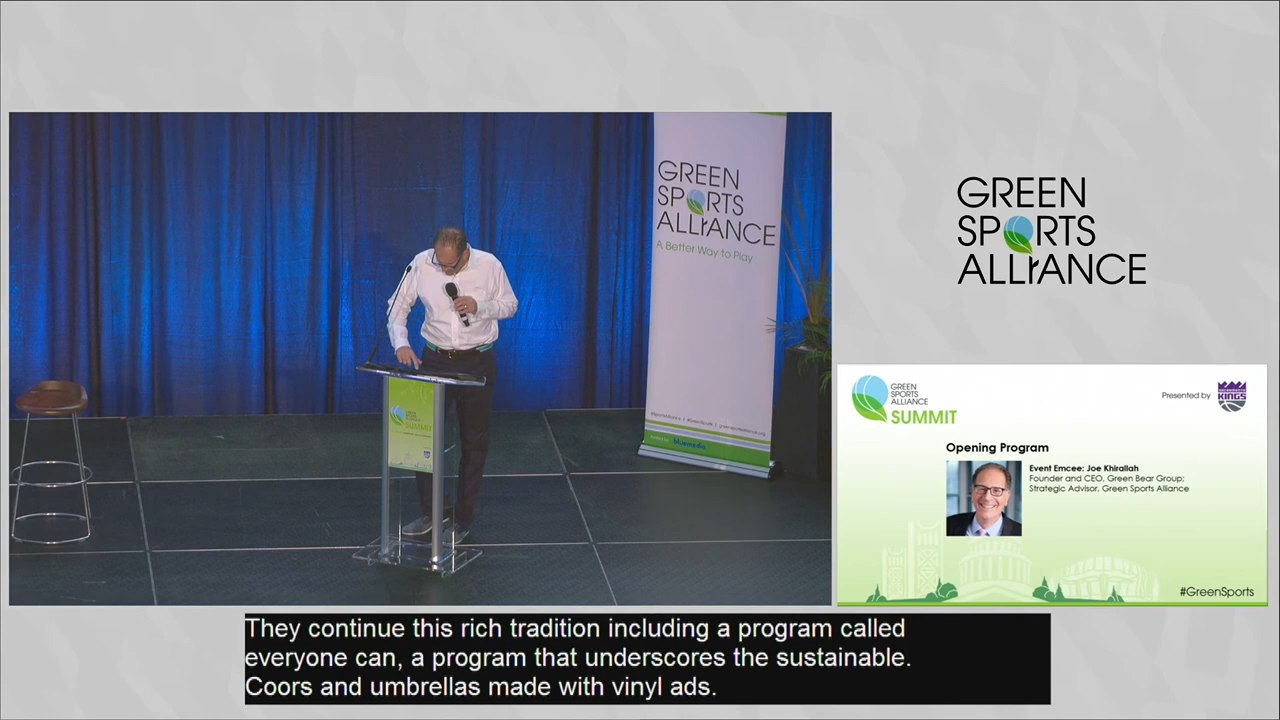 GREEN
SPORTS
ALLIANCE
A Better Way to Play
bluemedia
SUMMIT
GREEN
SPORTS
ALLIANCE
GREEN
SPORTS
ALLIANCE
SUMMIT
Presented by
KINGS
Opening Program
Event Emcee: Joe Khirallah
Founder and CEO, Green Bear Group;
Strategic Advisor, Green Sports Alliance
#GreenSports
They continue this rich tradition including a program called
everyone can, a program that underscores the sustainable.
Coors and umbrellas made with vinyl ads.